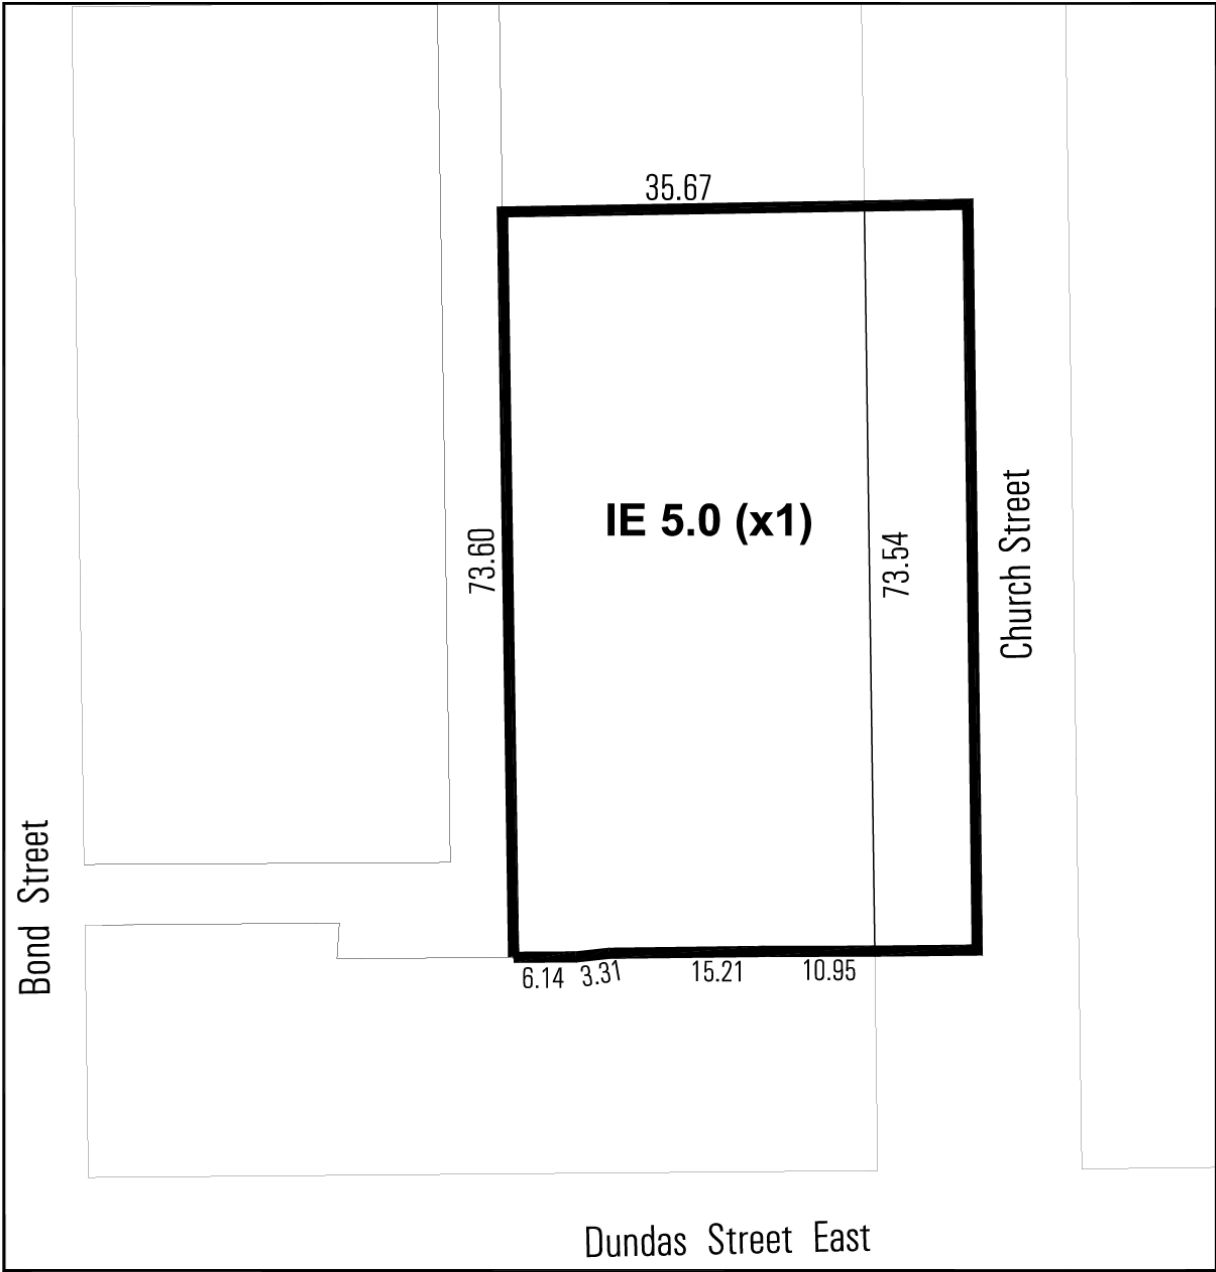 35.67
IE 5.0 (x1)
73.60
73.54
Church Street
Bond Street
6.14
3.31
15.21
10.95
Dundas Street East